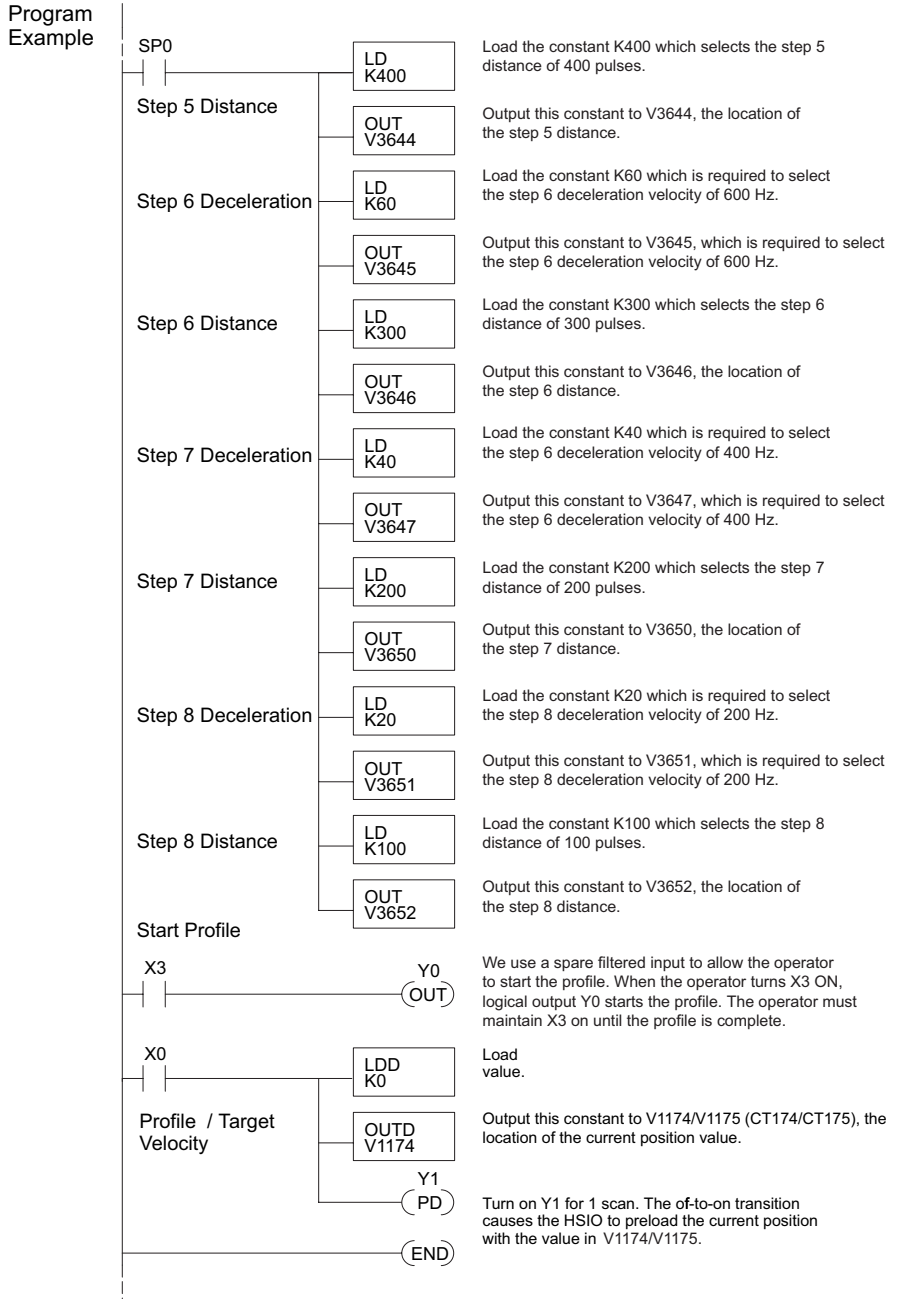 Program
Example
SP0
LD
K400
Load the constant K400 which selects the step 5
distance of 400 pulses.
Step 5 Distance
OUT
V3644
Output this constant to V3644, the location of
the step 5 distance.
Step 6 Deceleration
LD
K60
Load the constant K60 which is required to select
the step 6 deceleration velocity of 600 Hz.
OUT
V3645
Output this constant to V3645, which is required to select
the step 6 deceleration velocity of 600 Hz.
Step 6 Distance
LD
K300
Load the constant K300 which selects the step 6
distance of 300 pulses.
OUT
V3646
Output this constant to V3646, the location of
the step 6 distance.
Step 7 Deceleration
LD
K40
Load the constant K40 which is required to select
the step 6 deceleration velocity of 400 Hz.
OUT
V3647
Output this constant to V3647, which is required to select
the step 6 deceleration velocity of 400 Hz.
Step 7 Distance
LD
K200
Load the constant K200 which selects the step 7
distance of 200 pulses.
OUT
V3650
Output this constant to V3650, the location of
the step 7 distance.
Step 8 Deceleration
LD
K20
Load the constant K20 which is required to select
the step 8 deceleration velocity of 200 Hz.
OUT
V3651
Output this constant to V3651, which is required to select
the step 8 deceleration velocity of 200 Hz.
Step 8 Distance
LD
K100
Load the constant K100 which selects the step 8
distance of 100 pulses.
OUT
V3652
Output this constant to V3652, the location of
the step 8 distance.
Start Profile
X3
Y0
OUT
We use a spare filtered input to allow the operator
to start the profile. When the operator turns X3 ON,
logical output Y0 starts the profile. The operator must
maintain X3 on until the profile is complete.
X0
LDD
K0
Load
value.
Profile / Target
Velocity
OUTD
V1174
Output this constant to V1174/V1175 (CT174/CT175), the
location of the current position value.
Y1
PD
Turn on Y1 for 1 scan. The of-to-on transition
causes the HSIO to preload the current position
with the value in V1174/V1175.
END